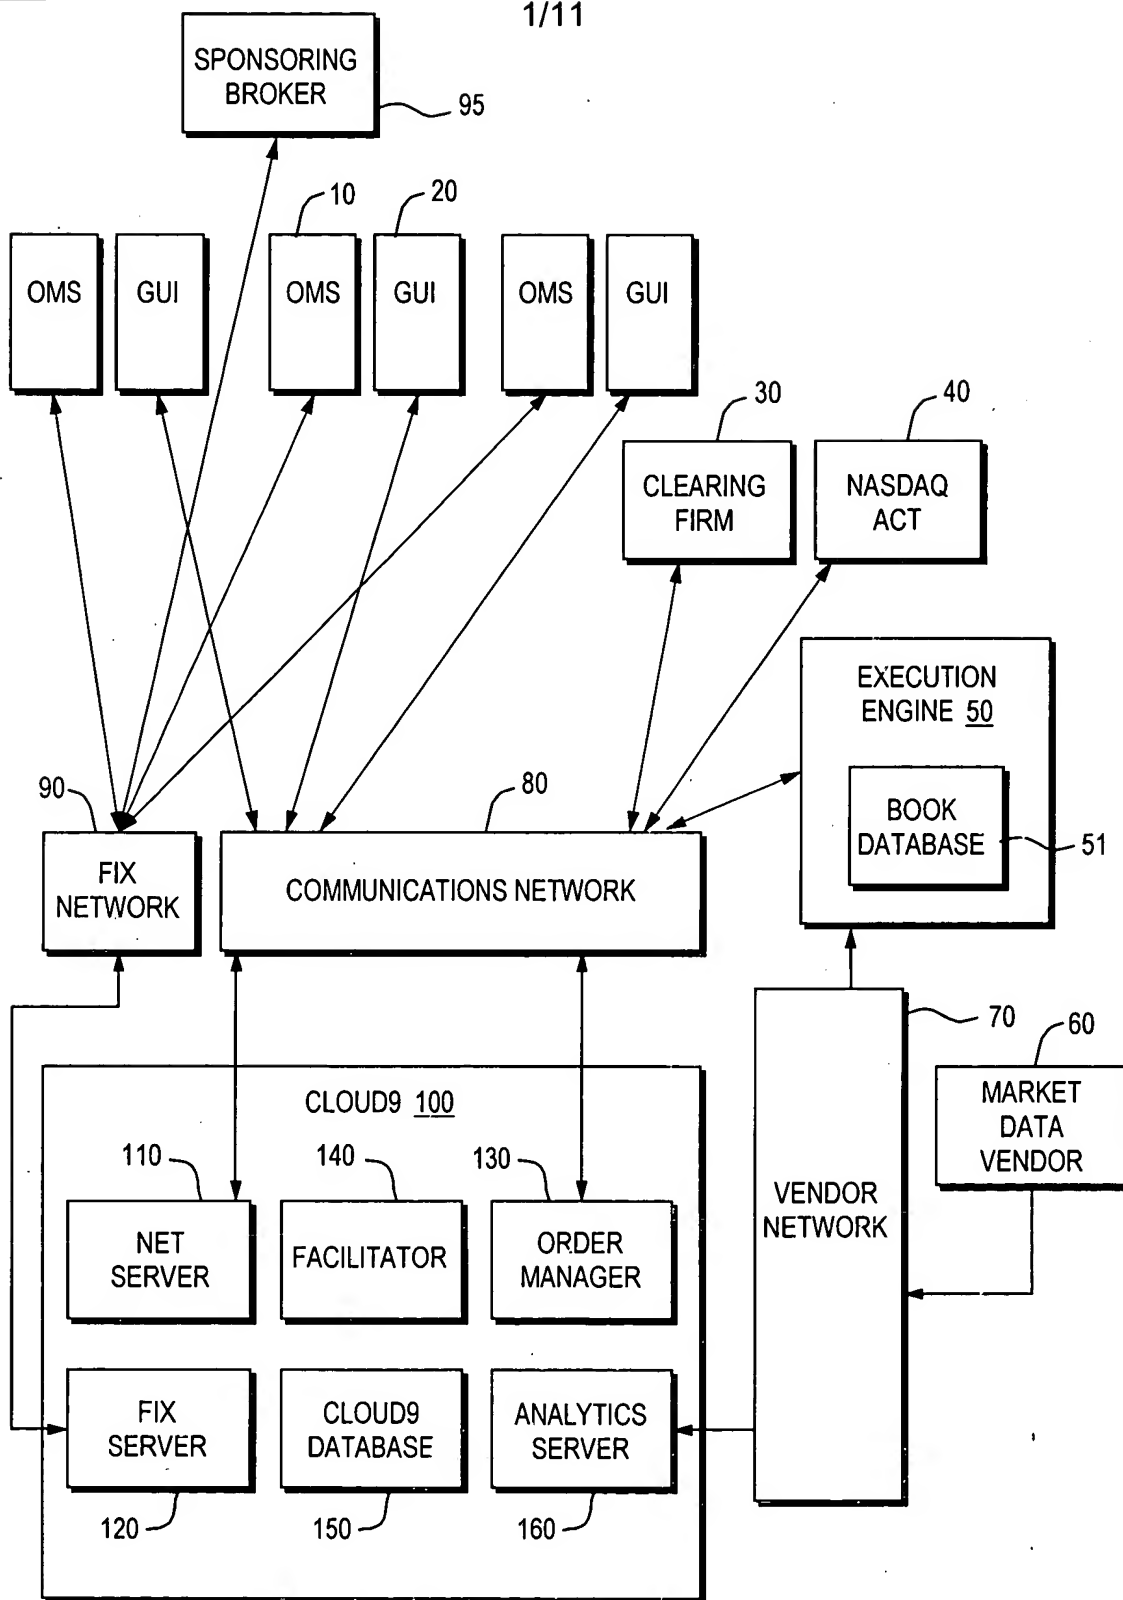 1/11
SPONSORING
BROKER
95
10
20
OMS
GUI
OMS
GUI
OMS
GUI
30
40
CLEARING
FIRM
NASDAQ
ACT
EXECUTION
ENGINE 50
BOOK
DATABASE
51
90
80
FIX
NETWORK
COMMUNICATIONS NETWORK
70
60
MARKET
DATA
VENDOR
VENDOR
NETWORK
CLOUD9 100
110
140
130
NET
SERVER
FACILITATOR
ORDER
MANAGER
FIX
SERVER
CLOUD9
DATABASE
ANALYTICS
SERVER
120
150
160